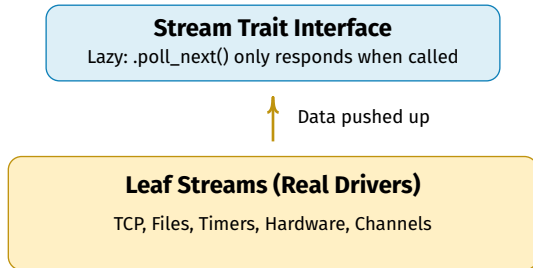 Stream Trait Interface
Lazy: .poll_next() only responds when called
Data pushed up
Leaf Streams (Real Drivers)
TCP, Files, Timers, Hardware, Channels